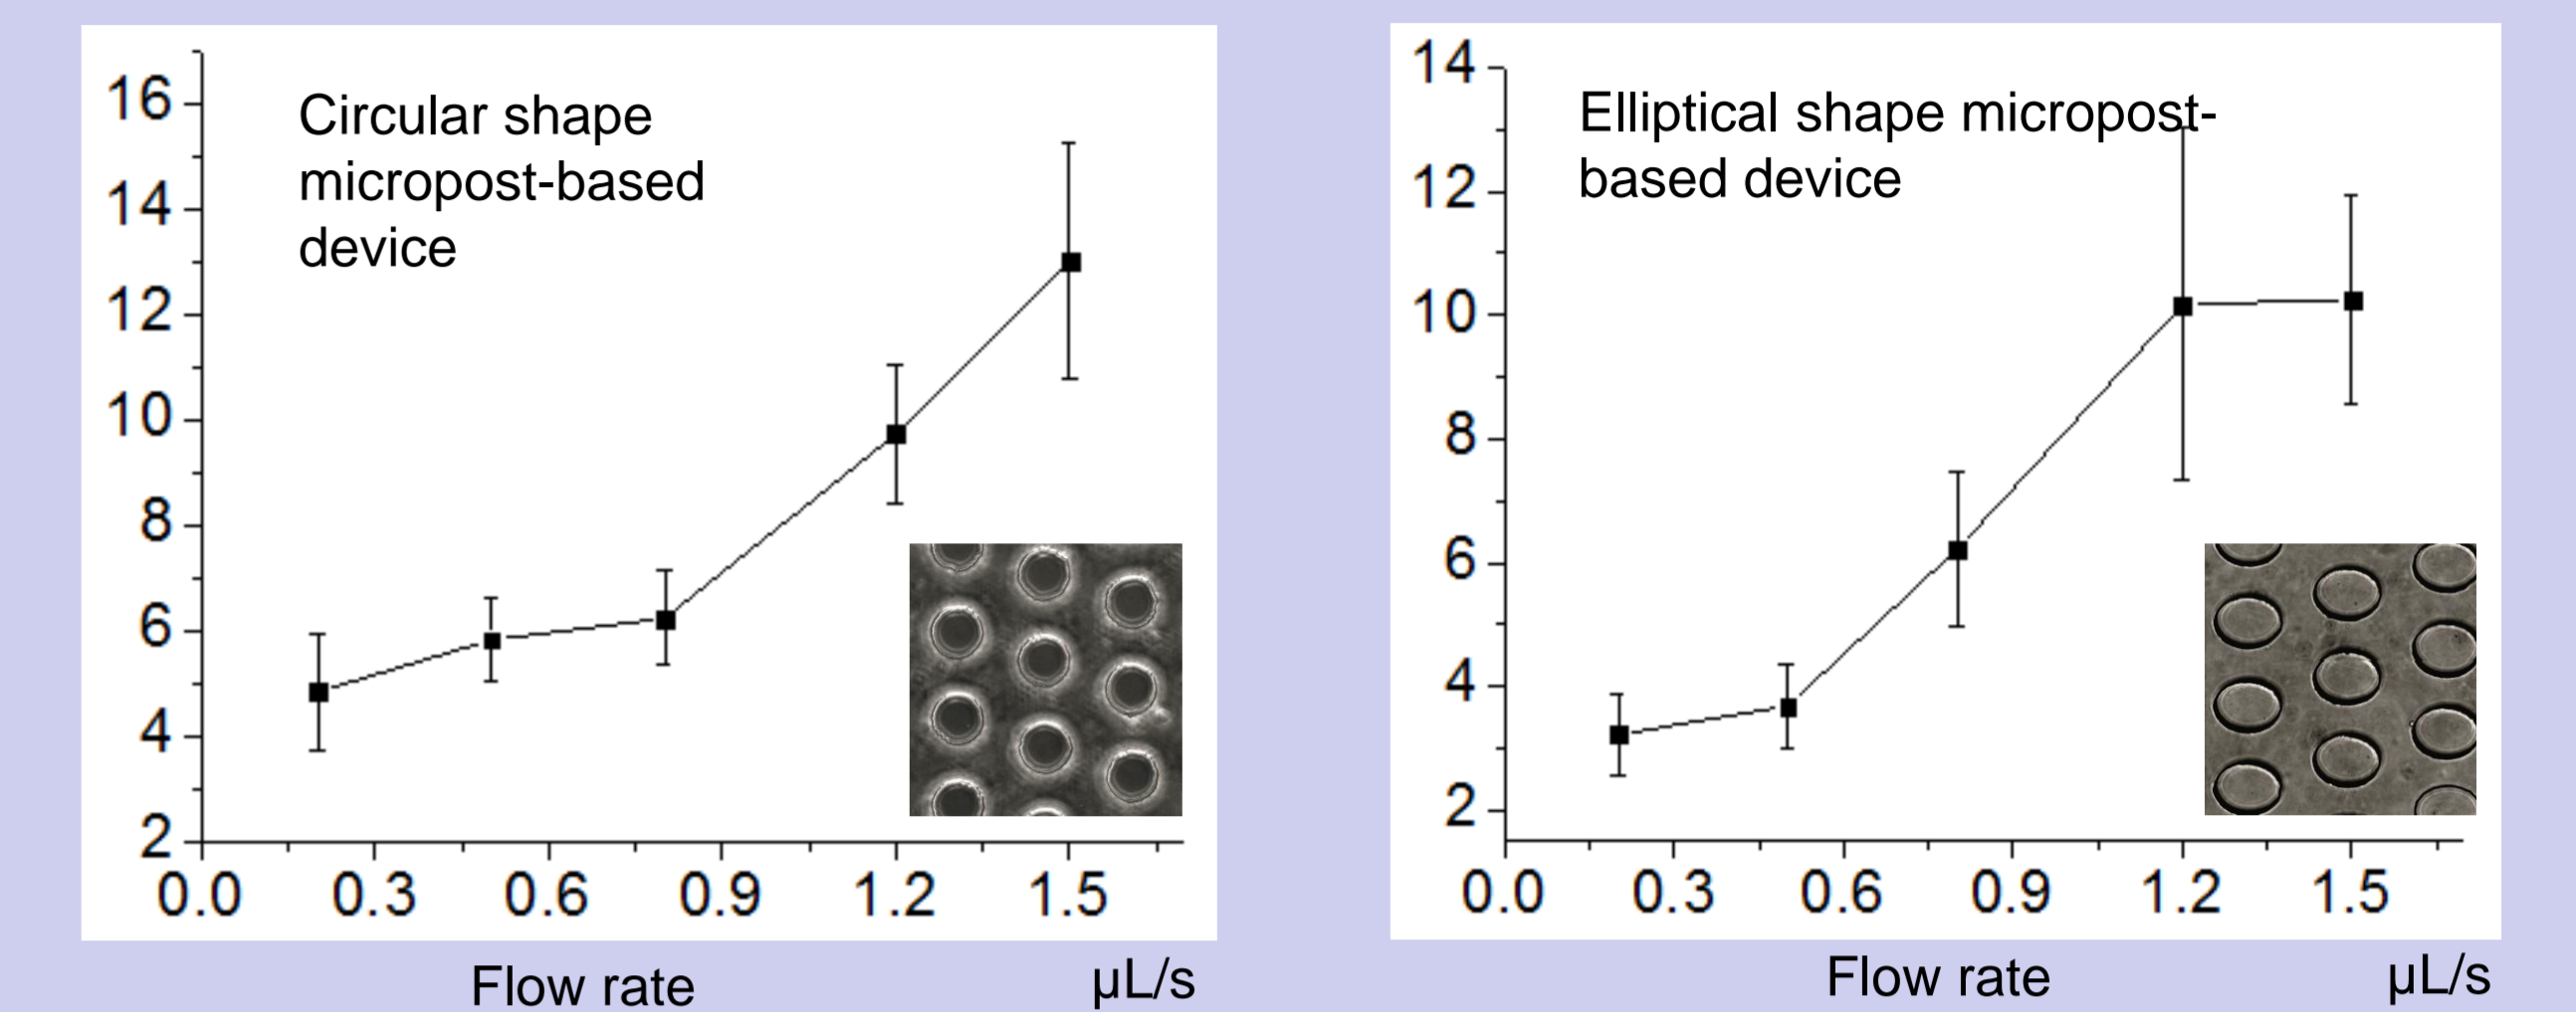 16
14
12
10
8
6
4
2
Circular shape
micropost-based
device
0.0 0.3 0.6 0.9 1.2 1.5
Flow rate µL/s
14
12
10
8
6
4
2
Elliptical shape micropost-
based device
0.0 0.3 0.6 0.9 1.2 1.5
Flow rate µL/s